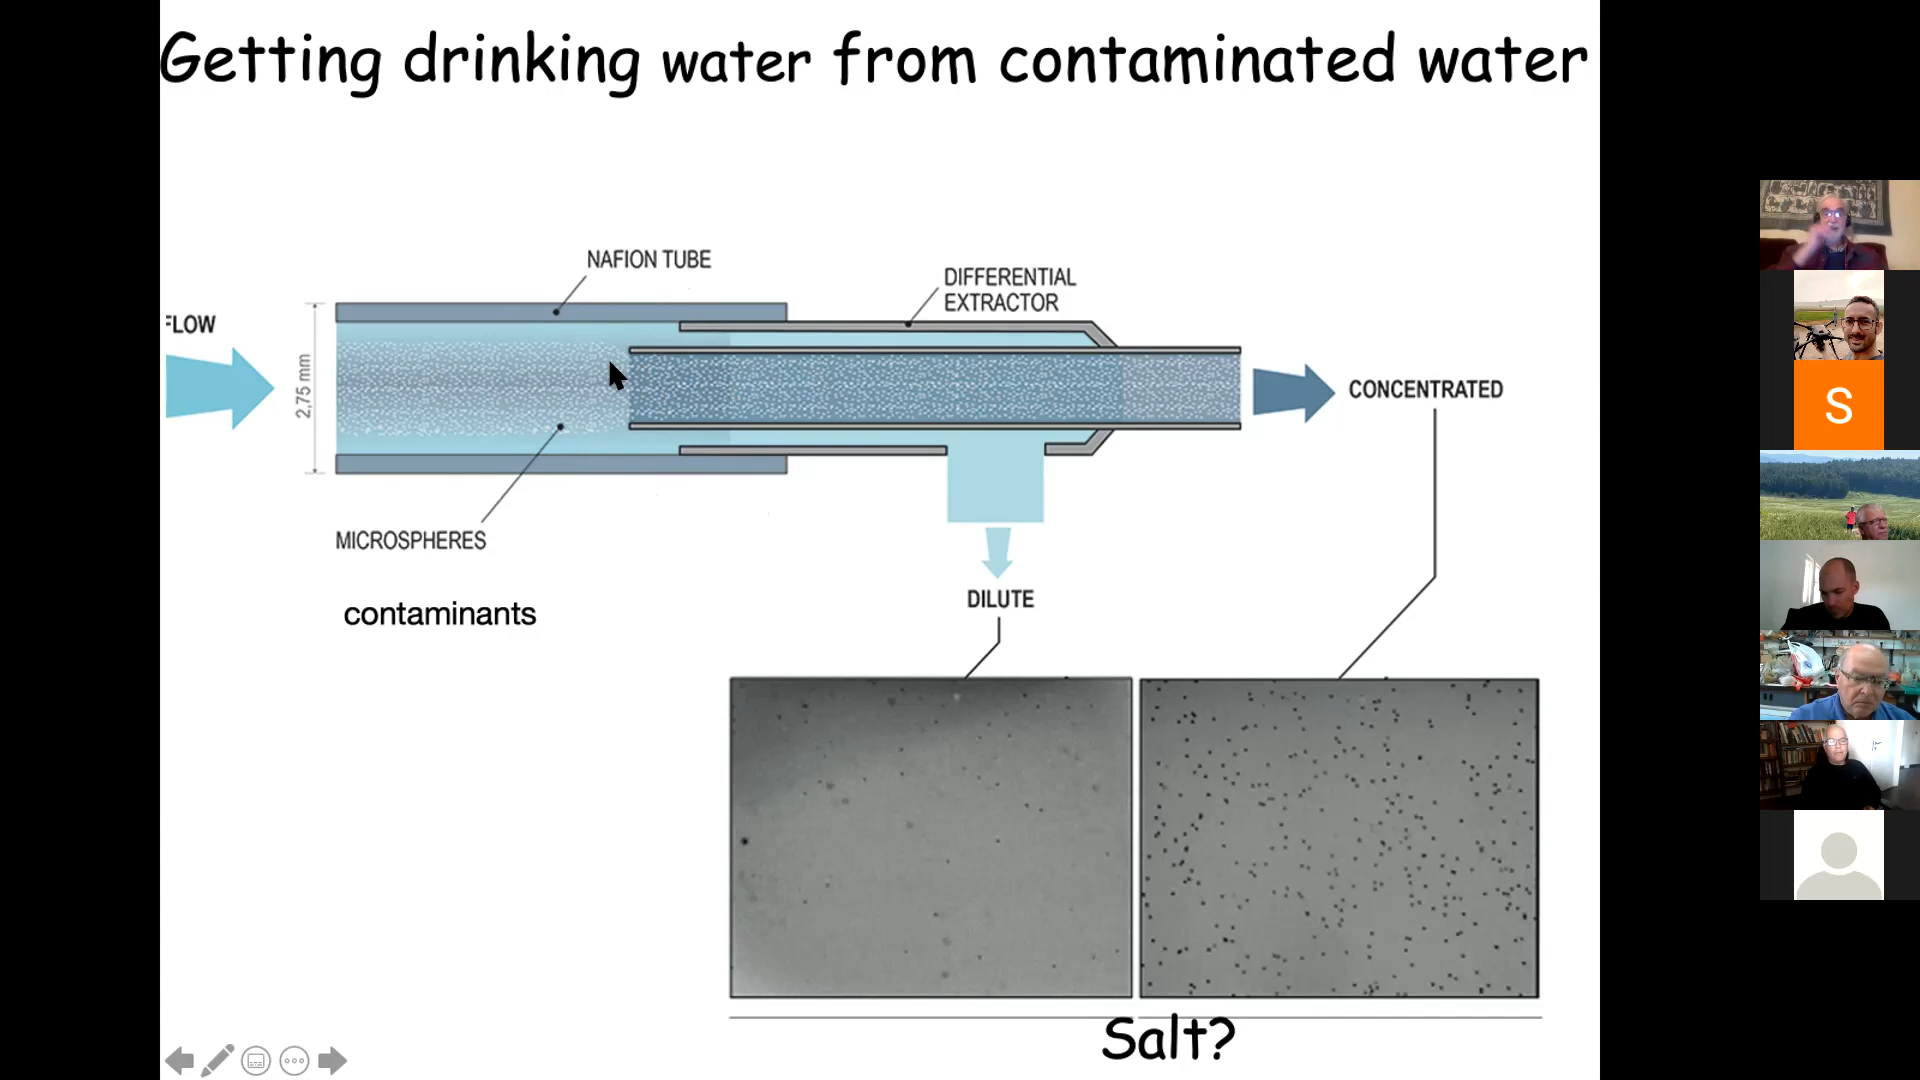 Getting drinking water from contaminated water
NAFION TUBE
DIFFERENTIAL
EXTRACTOR
FLOW
2,75 mm
CONCENTRATED
MICROSPHERES
DILUTE
contaminants
Salt?
S